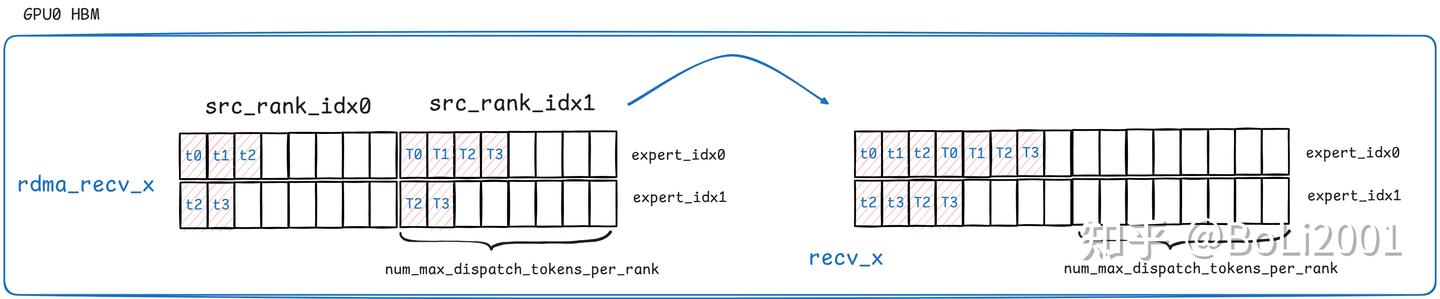 GPU0 HBM
src_rank_idx0
src_rank_idx1
t0 t1 t2
T0 T1 T2 T3
expert_idx0
rdma_recv_x
t2 t3
T2 T3
expert_idx1
num_max_dispatch_tokens_per_rank
t0 t1 t2 T0 T1 T2 T3
expert_idx0
t2 t3 T2 T3
expert_idx1
recv_x
num_max_dispatch_tokens_per_rank
知乎 @BoLi2001